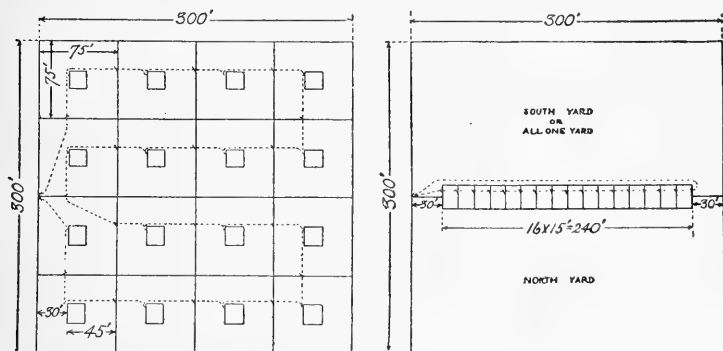 300'
75'
75'
300'
30'
45'
300'
SOUTH YARD
OR
ALL ONE YARD
300'
30'
30'
16X15'=240'
NORTH YARD